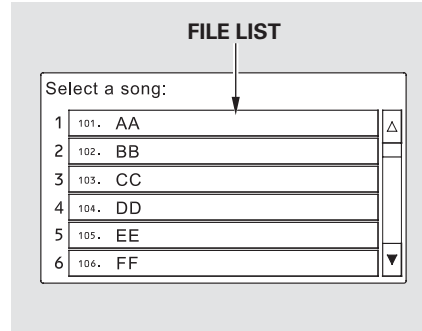 FILE LIST
Select a song:
1 101. AA
2 102. BB
3 103. CC
4 104. DD
5 105. EE
6 106. FF